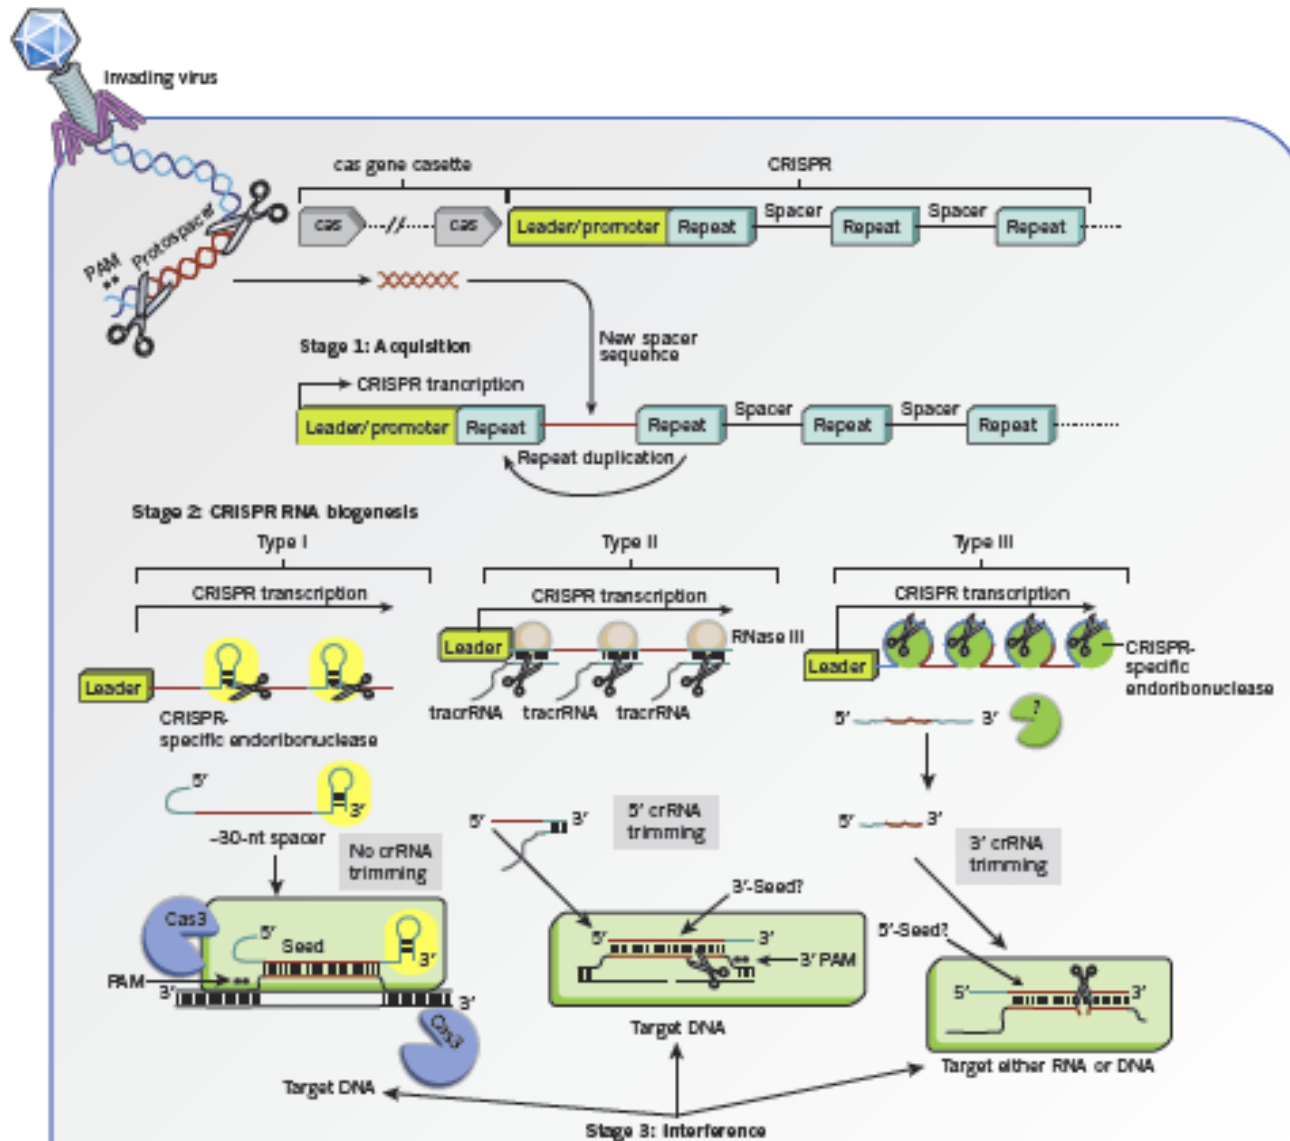 Invading virus
cas gene casette
CRISPR
Protospacer
PAM
**
cas
cas
Leader/promoter
Repeat
Spacer
Repeat
Spacer
Repeat
Stage 1: Acquisition
New spacer
sequence
CRISPR trancription
Leader/promoter
Repeat
Repeat
Spacer
Repeat
Spacer
Repeat
Repeat duplication
Stage 2: CRISPR RNA biogenesis
Type I
CRISPR transcription
Leader
CRISPR-
specific endoribonuclease
5′
3′
~30-nt spacer
No crRNA
trimming
Cas3
5′
Seed
3′
PAM
**
3′
3′
Cas3
Target DNA
Type II
CRISPR transcription
Leader
RNase III
tracrRNA
tracrRNA
tracrRNA
5′
3′
5′ crRNA
trimming
3′-Seed?
5′
3′
**
3′ PAM
Target DNA
Type III
CRISPR transcription
Leader
CRISPR-
specific
endoribonuclease
5′
3′
?
5′
3′
3′ crRNA
trimming
5′-Seed?
5′
3′
Target either RNA or DNA
Stage 3: Interference